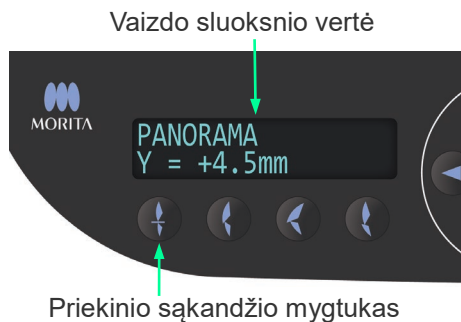 Vaizdo sluoksnio vertė
MORITA
PANORAMA
Y = +4.5mm
Priekinio sąkandžio mygtukas